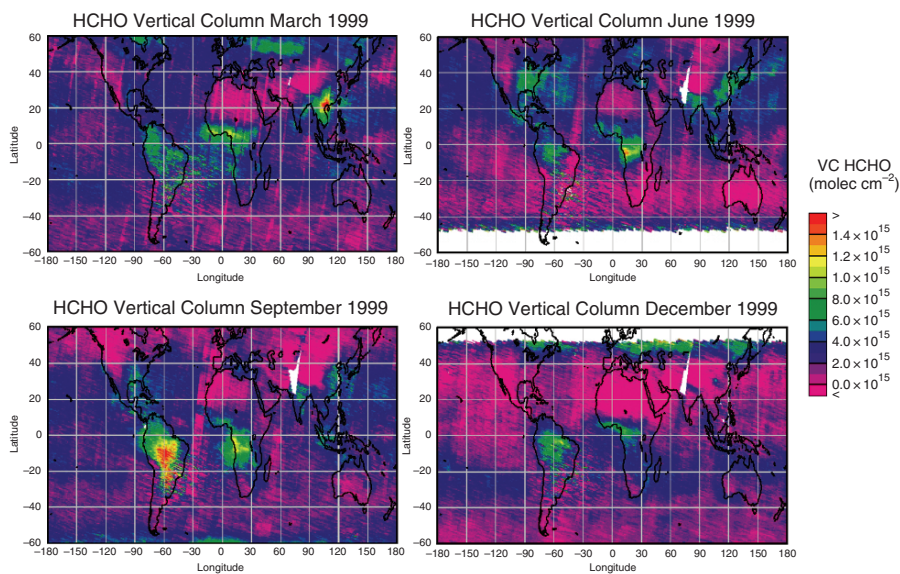 HCHO Vertical Column March 1999
60
40
20
0
−20
−40
−60
Latitude
−180 −150 −120 −90 −60 −30 0 30 60 90 120 150 180
Longitude
HCHO Vertical Column June 1999
60
40
20
0
−20
−40
−60
Latitude
−180 −150 −120 −90 −60 −30 0 30 60 90 120 150 180
Longitude
VC HCHO
(molec cm⁻²)
>
1.4 × 10¹⁵
1.2 × 10¹⁵
1.0 × 10¹⁵
8.0 × 10¹⁵
6.0 × 10¹⁵
4.0 × 10¹⁵
2.0 × 10¹⁵
0.0 × 10¹⁵
<
HCHO Vertical Column September 1999
60
40
20
0
−20
−40
−60
Latitude
−180 −150 −120 −90 −60 −30 0 30 60 90 120 150 180
Longitude
HCHO Vertical Column December 1999
60
40
20
0
−20
−40
−60
Latitude
−180 −150 −120 −90 −60 −30 0 30 60 90 120 150 180
Longitude